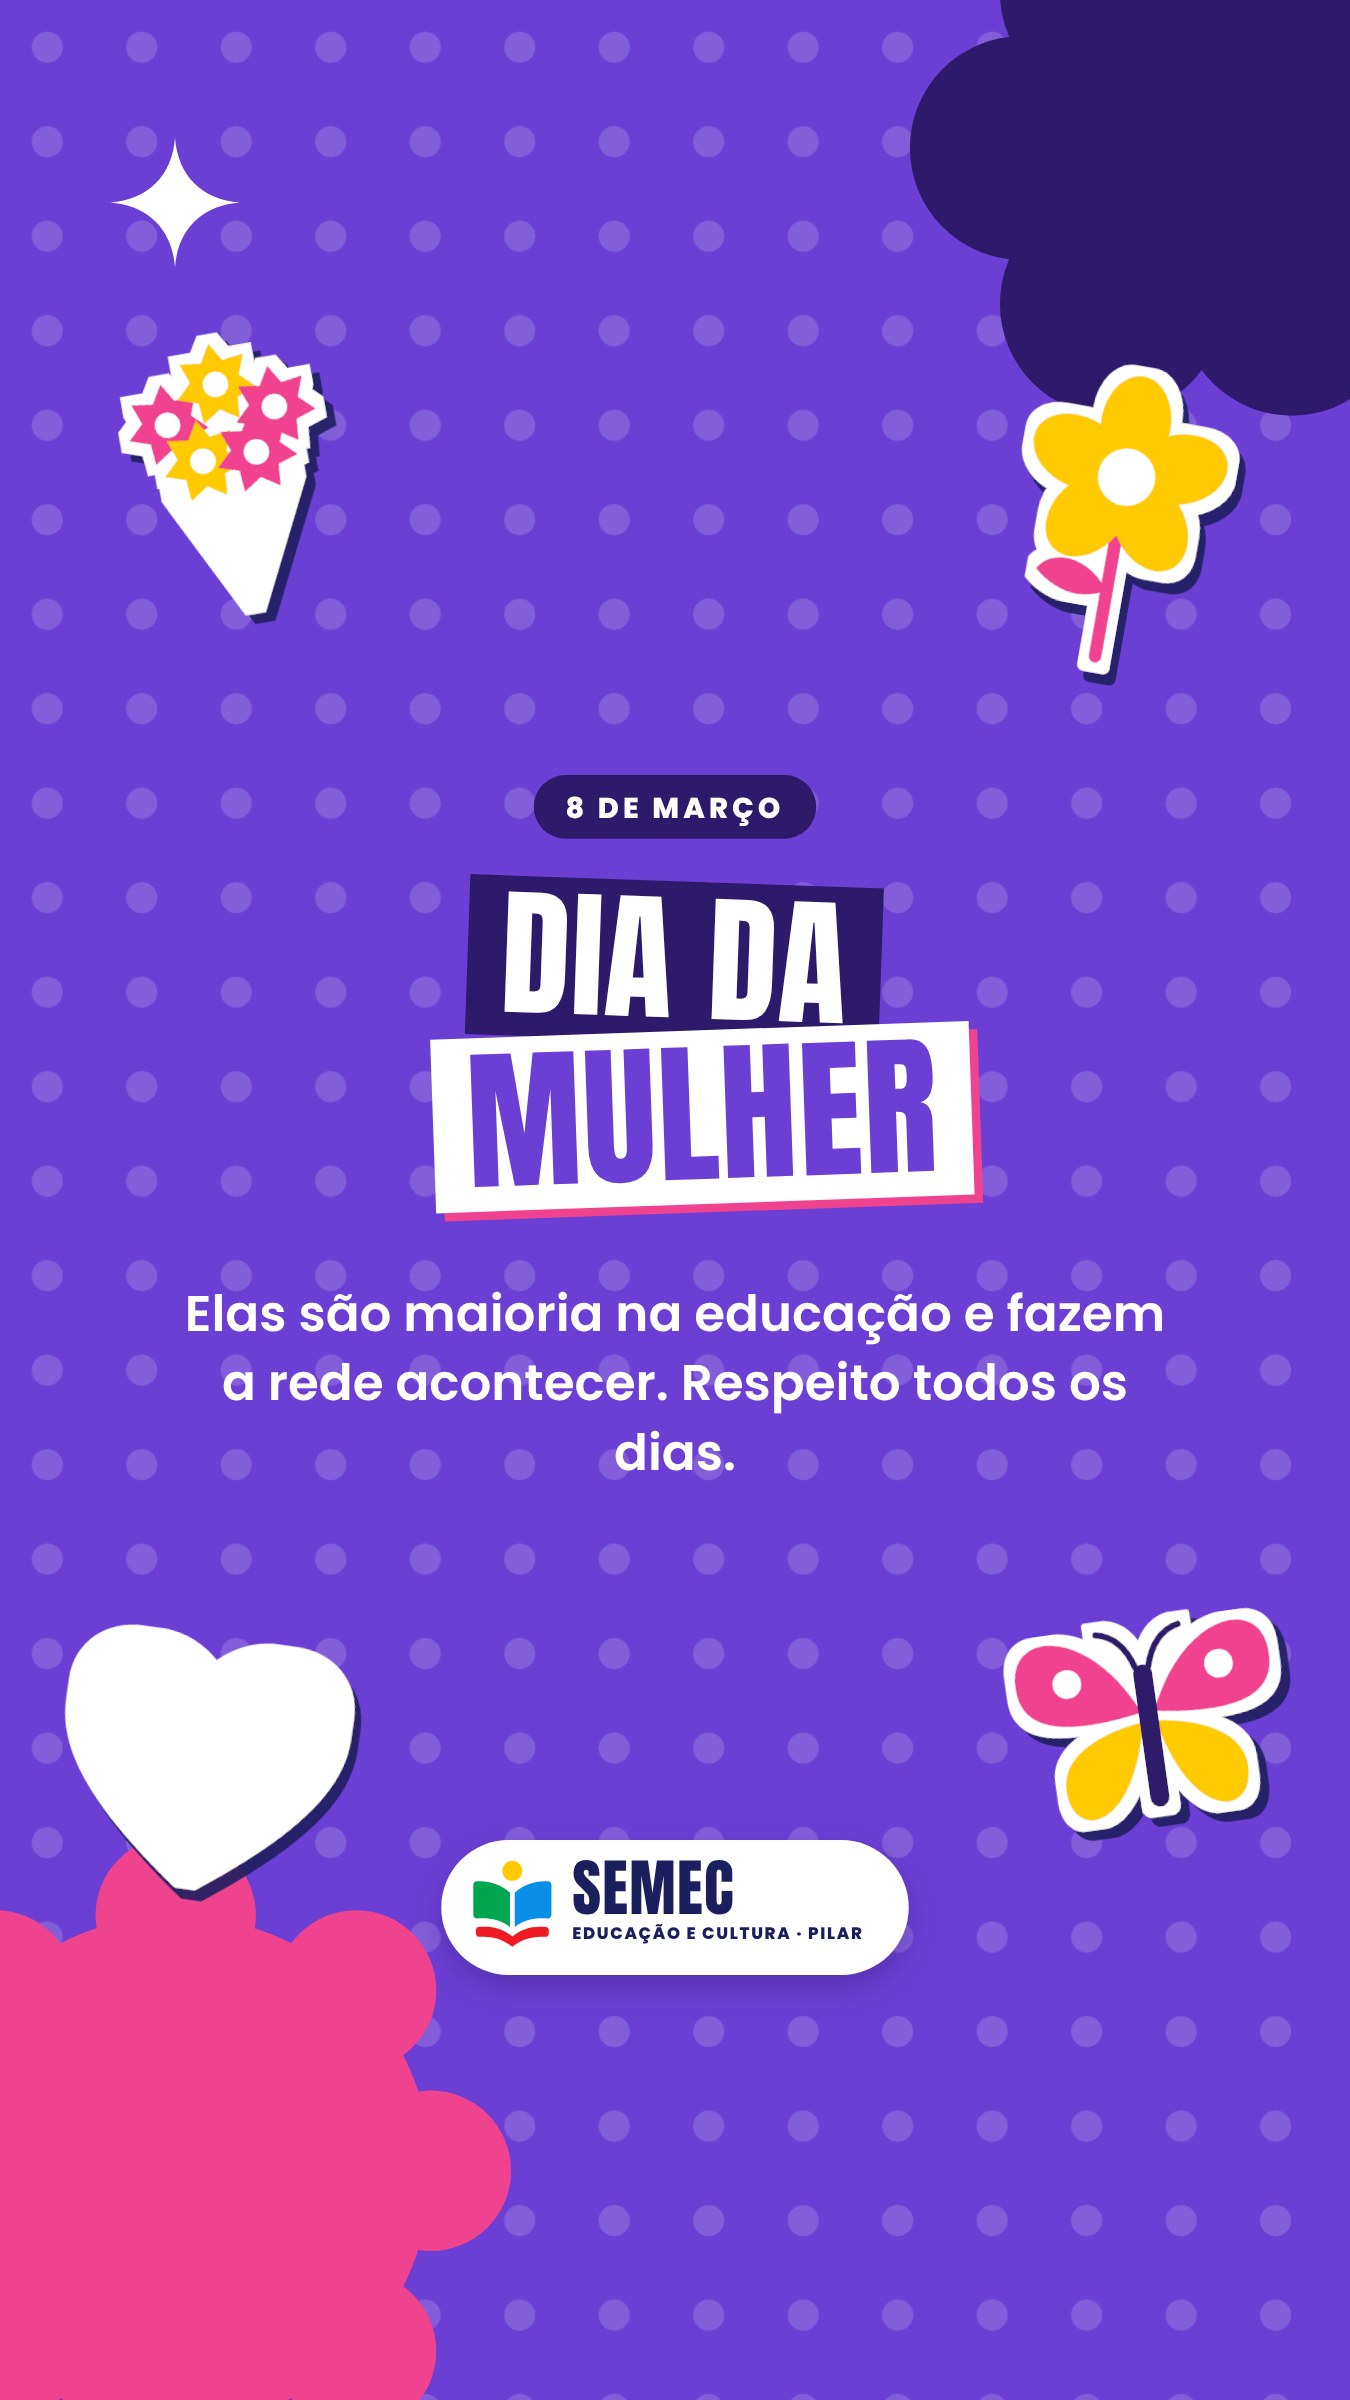 8 DE MARÇO
DIA DA
MULHER
Elas são maioria na educação e fazem
a rede acontecer. Respeito todos os
dias.
SEMEC
EDUCAÇÃO E CULTURA · PILAR